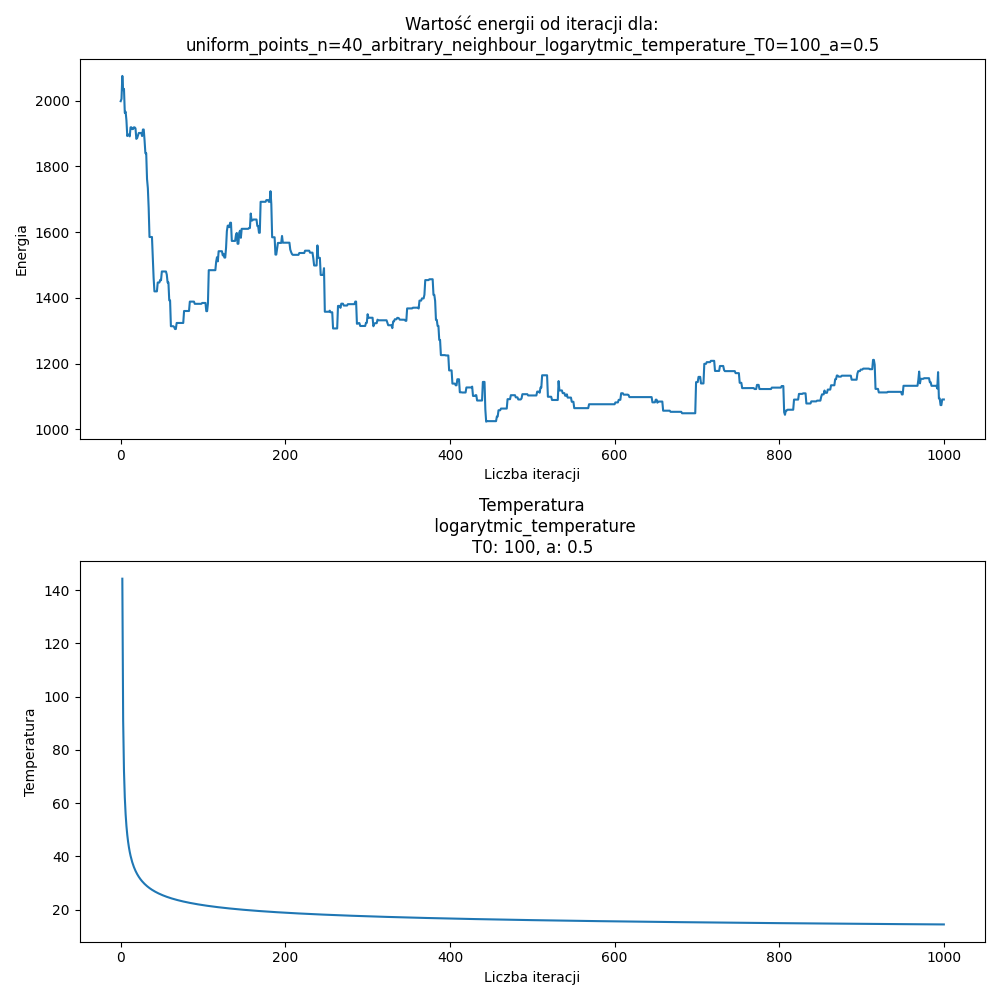 Wartość energii od iteracji dla:
uniform_points_n=40_arbitrary_neighbour_logarytmic_temperature_T0=100_a=0.5
2000
1800
1600
1400
1200
1000
Energia
0 200 400 600 800 1000
Liczba iteracji
Temperatura
logarytmic_temperature
T0: 100, a: 0.5
140
120
100
80
60
40
20
Temperatura
0 200 400 600 800 1000
Liczba iteracji